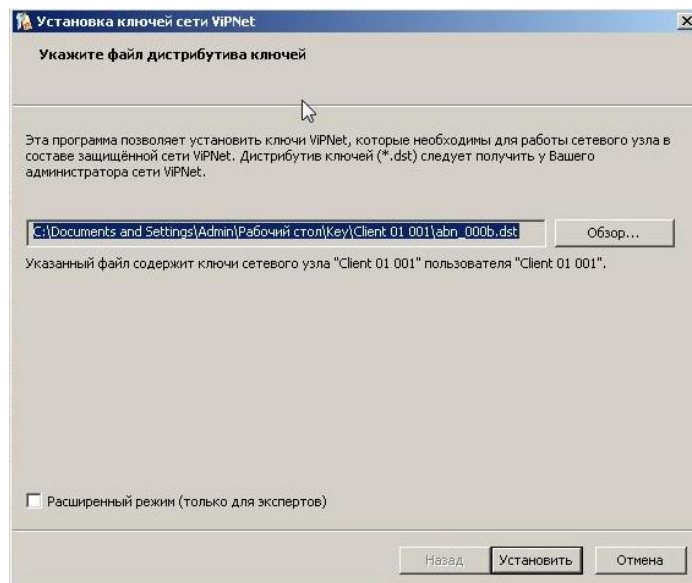 Установка ключей сети ViPNet
Укажите файл дистрибутива ключей
Эта программа позволяет установить ключи ViPNet, которые необходимы для работы сетевого узла в
составе защищённой сети ViPNet. Дистрибутив ключей (*.dst) следует получить у Вашего
администратора сети ViPNet.
C:\Documents and Settings\Admin\Рабочий стол\Key\Client 01 001\abn_000b.dst
Обзор...
Указанный файл содержит ключи сетевого узла "Client 01 001" пользователя "Client 01 001".
Расширенный режим (только для экспертов)
Назад
Установить
Отмена